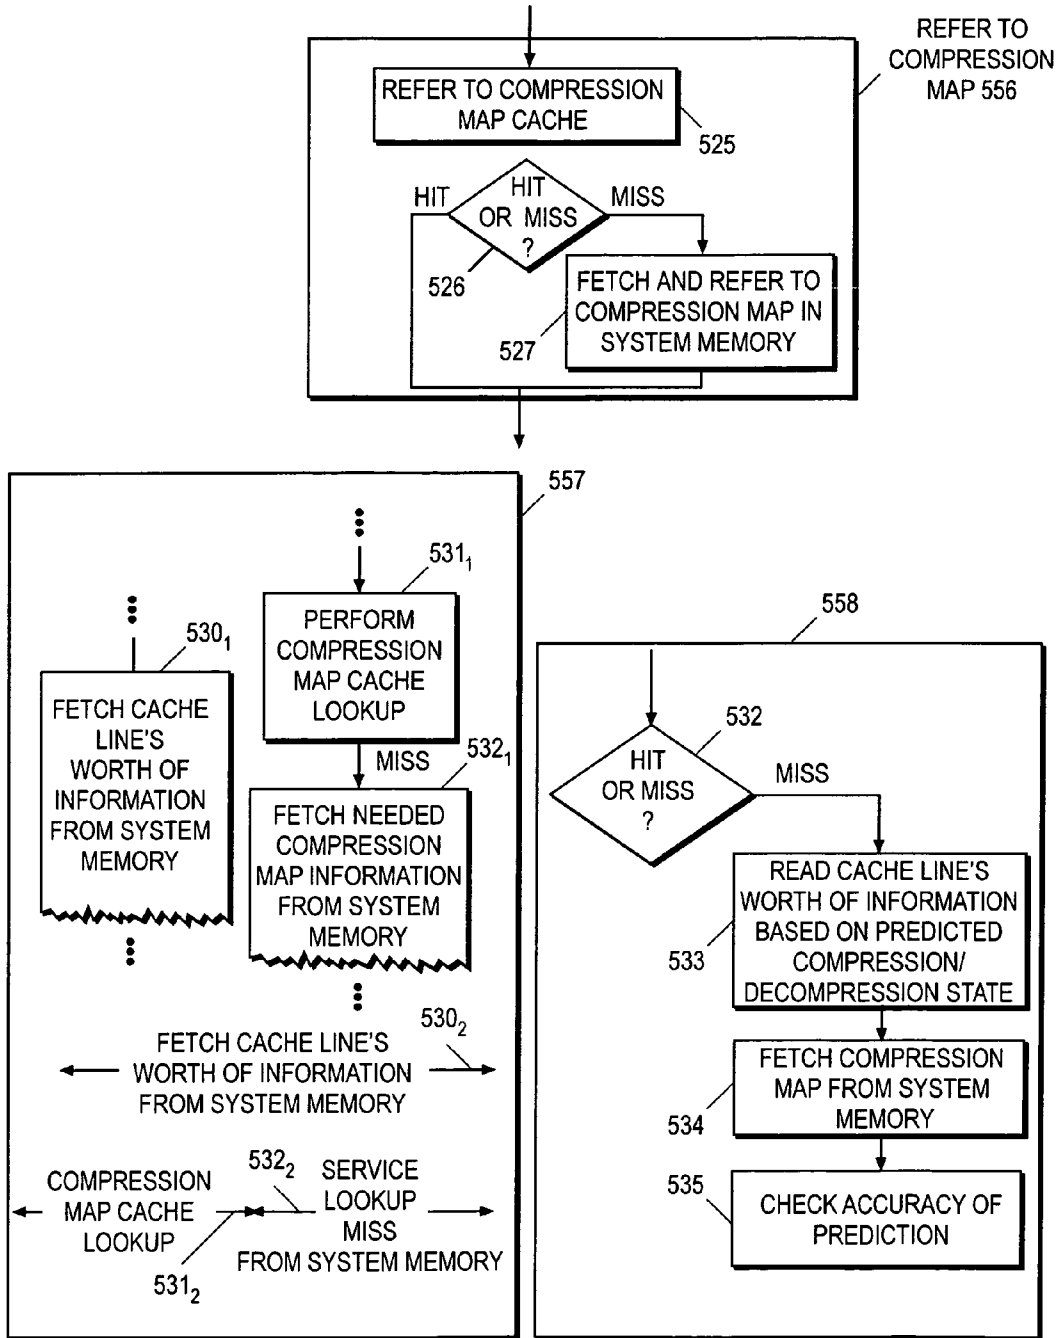 REFER TO
COMPRESSION
MAP 556
REFER TO COMPRESSION
MAP CACHE
525
HIT
HIT
OR MISS
?
MISS
526
FETCH AND REFER TO
COMPRESSION MAP IN
SYSTEM MEMORY
527
557
531₁
PERFORM
COMPRESSION
MAP CACHE
LOOKUP
530₁
FETCH CACHE
LINE'S
WORTH OF
INFORMATION
FROM SYSTEM
MEMORY
MISS
532₁
FETCH NEEDED
COMPRESSION
MAP INFORMATION
FROM SYSTEM
MEMORY
FETCH CACHE LINE'S
WORTH OF INFORMATION
FROM SYSTEM MEMORY
530₂
COMPRESSION
MAP CACHE
LOOKUP
531₂
532₂
SERVICE
LOOKUP
MISS
FROM SYSTEM MEMORY
558
532
HIT
OR MISS
?
MISS
READ CACHE LINE'S
WORTH OF INFORMATION
BASED ON PREDICTED
COMPRESSION/
DECOMPRESSION STATE
533
FETCH COMPRESSION
MAP FROM SYSTEM
MEMORY
534
535
CHECK ACCURACY OF
PREDICTION